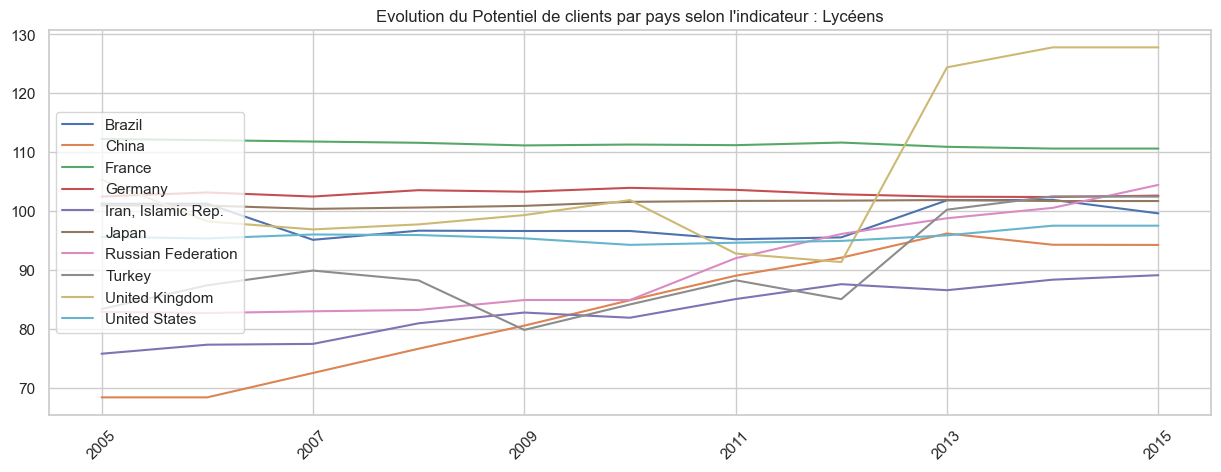 Evolution du Potentiel de clients par pays selon l'indicateur : Lycéens
130
120
110
100
90
80
70
Brazil
China
France
Germany
Iran, Islamic Rep.
Japan
Russian Federation
Turkey
United Kingdom
United States
2005
2007
2009
2011
2013
2015